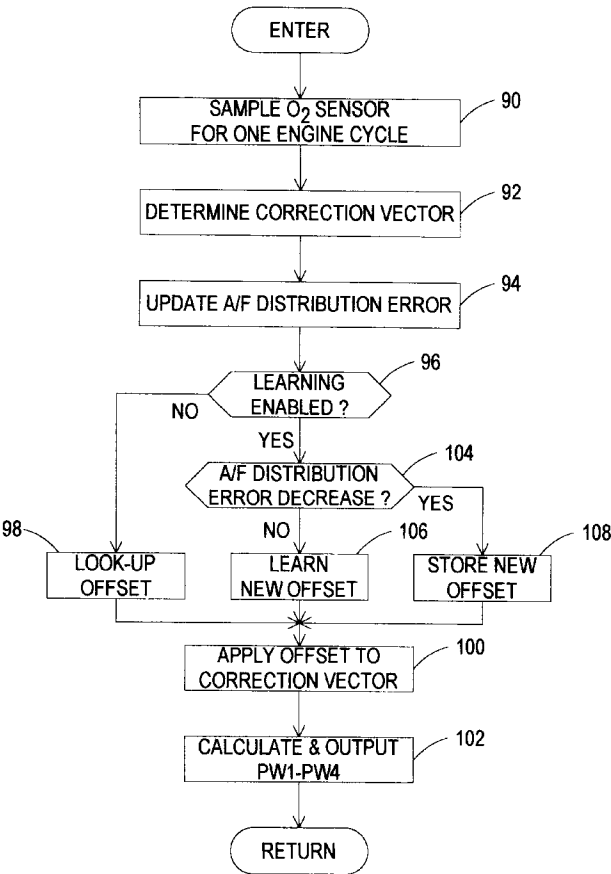 ENTER
SAMPLE O2 SENSOR
FOR ONE ENGINE CYCLE
90
DETERMINE CORRECTION VECTOR
92
UPDATE A/F DISTRIBUTION ERROR
94
LEARNING
ENABLED ?
96
NO
YES
A/F DISTRIBUTION
ERROR DECREASE ?
104
NO
YES
98
LOOK-UP
OFFSET
106
LEARN
NEW OFFSET
108
STORE NEW
OFFSET
APPLY OFFSET TO
CORRECTION VECTOR
100
CALCULATE & OUTPUT
PW1-PW4
102
RETURN